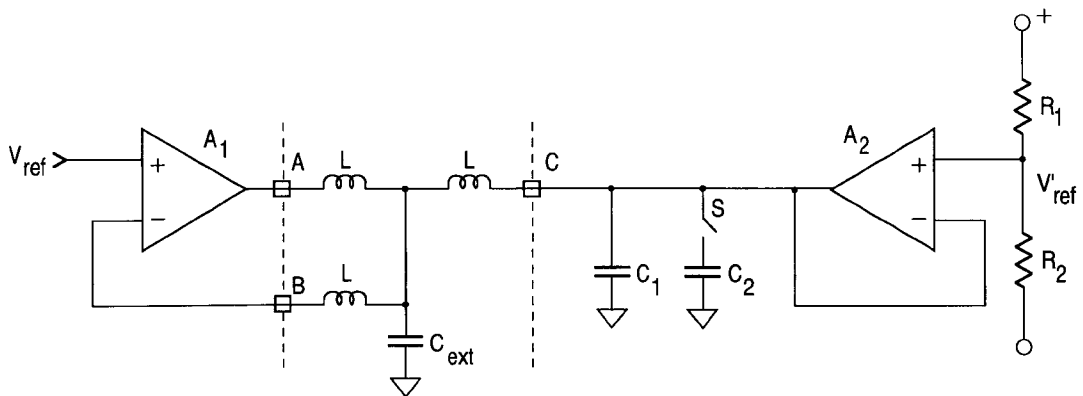 +
R1
A1
A2
Vref
+
A
L
L
C
+
V'ref
−
S
−
B
L
C1
C2
R2
Cext